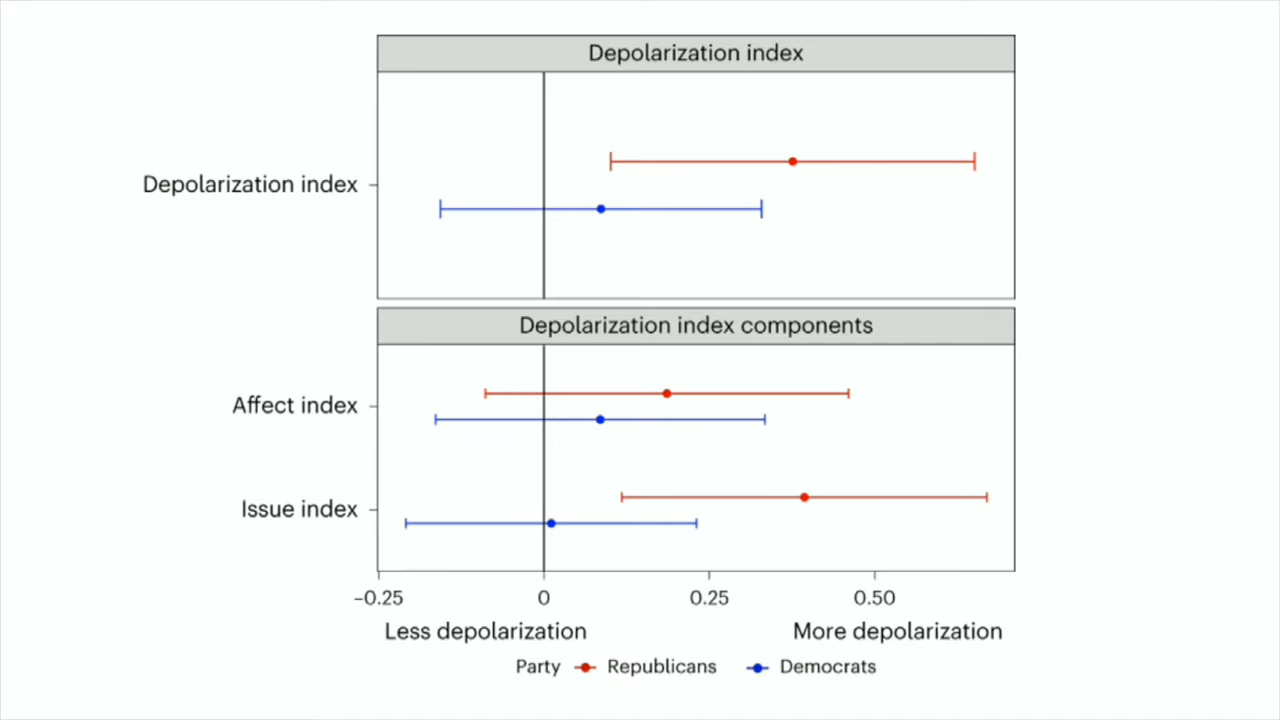 Depolarization index
Depolarization index
Depolarization index components
Affect index
Issue index
–0.25 0 0.25 0.50
Less depolarization More depolarization
Party Republicans Democrats